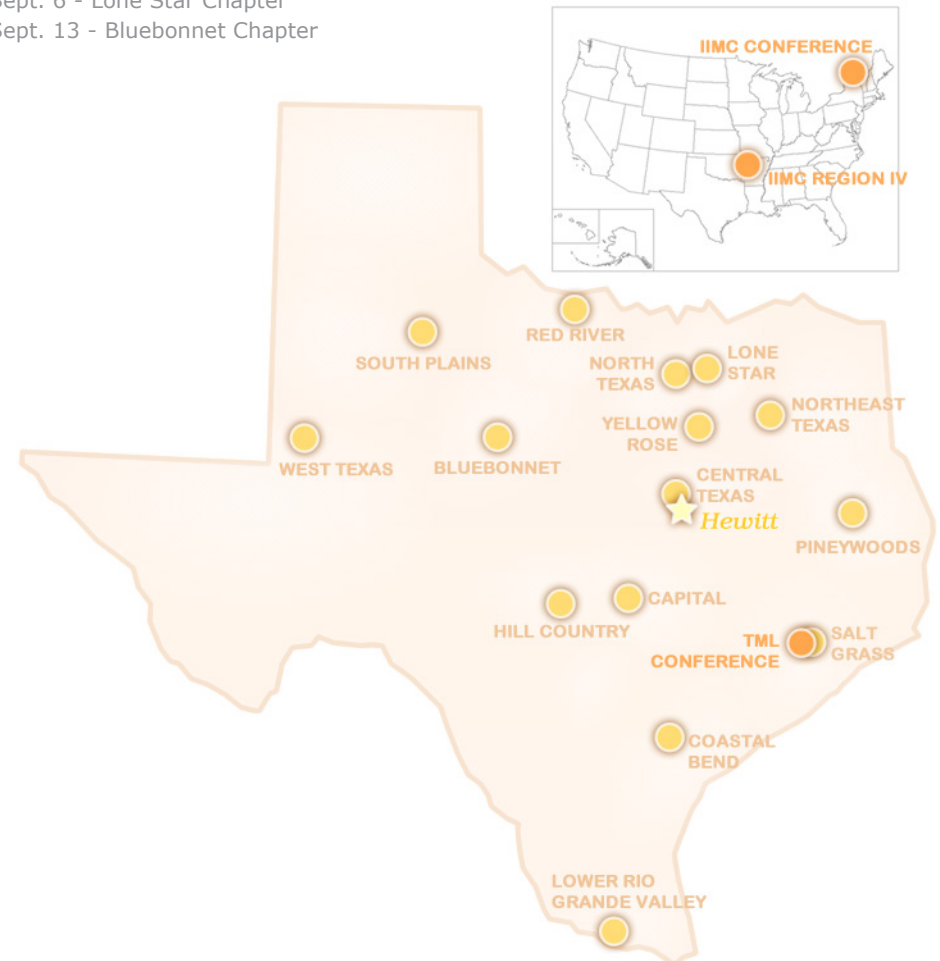 Sept. 6 - Lone Star Chapter
Sept. 13 - Bluebonnet Chapter
IIMC CONFERENCE
IIMC REGION IV
RED RIVER
SOUTH PLAINS
NORTH
TEXAS
LONE
STAR
NORTHEAST
TEXAS
YELLOW
ROSE
WEST TEXAS
BLUEBONNET
CENTRAL
TEXAS
Hewitt
PINEYWOODS
CAPITAL
HILL COUNTRY
TML
CONFERENCE
SALT
GRASS
COASTAL
BEND
LOWER RIO
GRANDE VALLEY